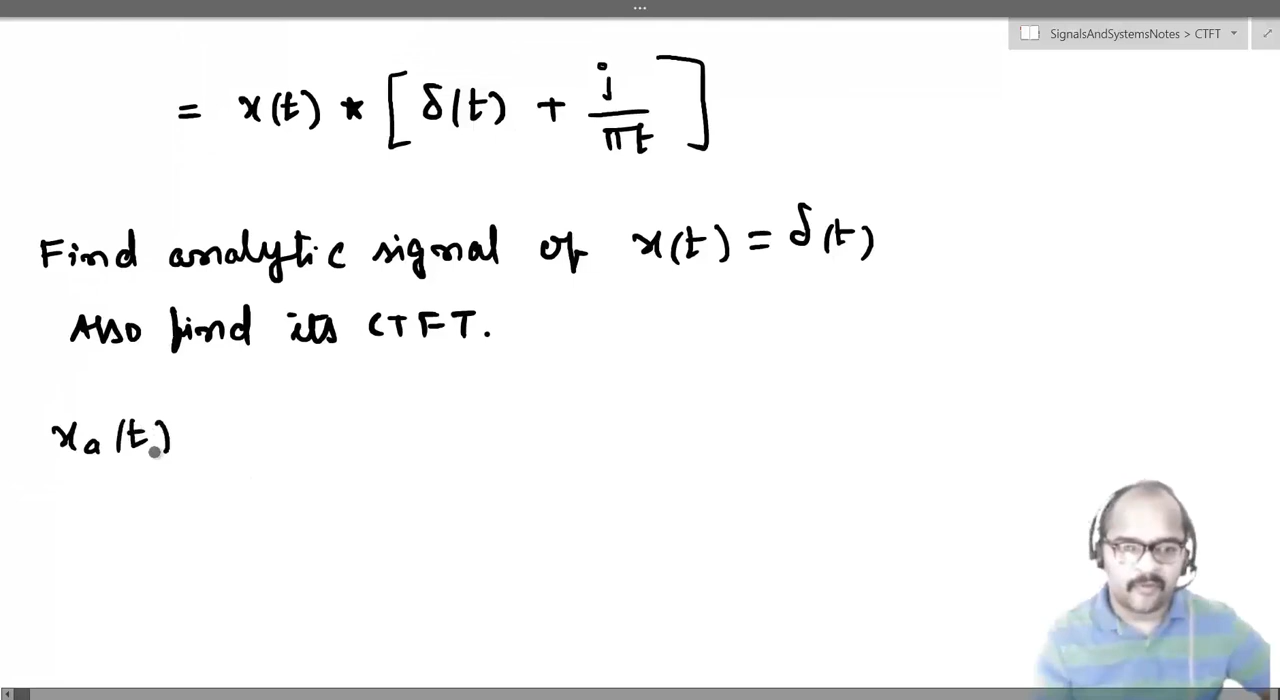 ...
SignalsAndSystemsNotes > CTFT
= x(t) * [ δ(t) + j/πt ]
Find analytic signal of x(t) = δ(t)
Also find its CTFT.
xₐ(t)